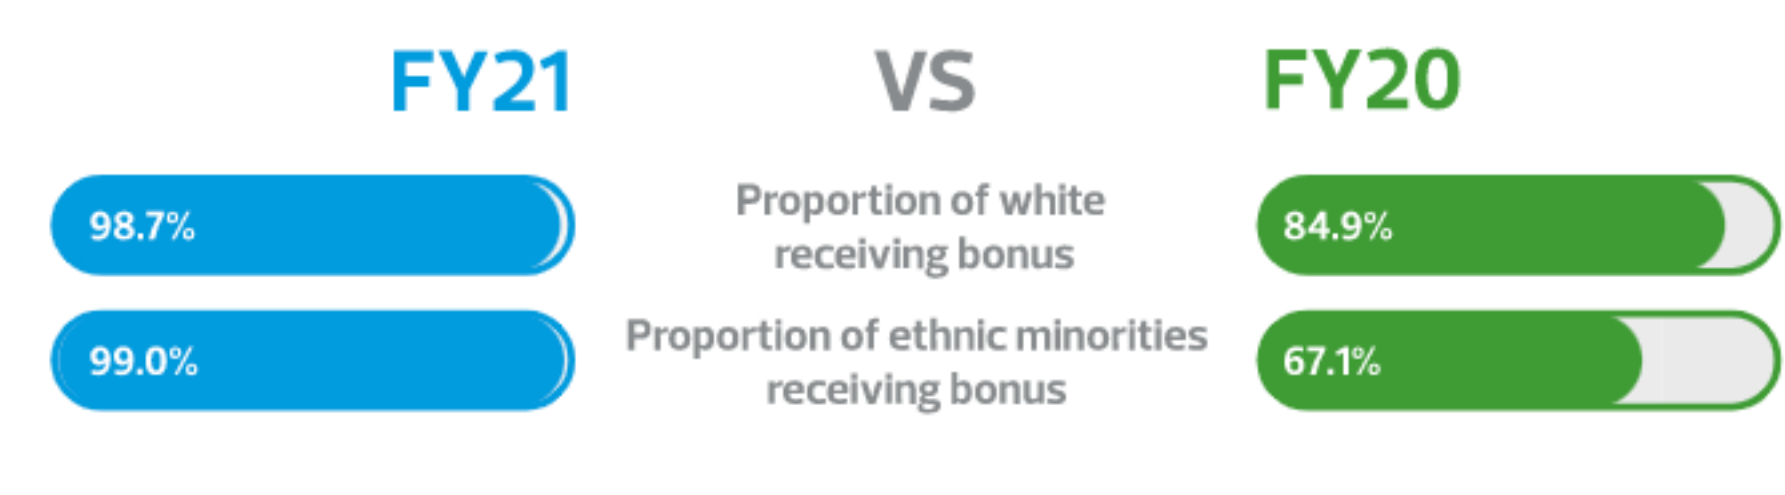 FY21 VS FY20
98.7% Proportion of white 84.9%
receiving bonus
99.0% Proportion of ethnic minorities 67.1%
receiving bonus